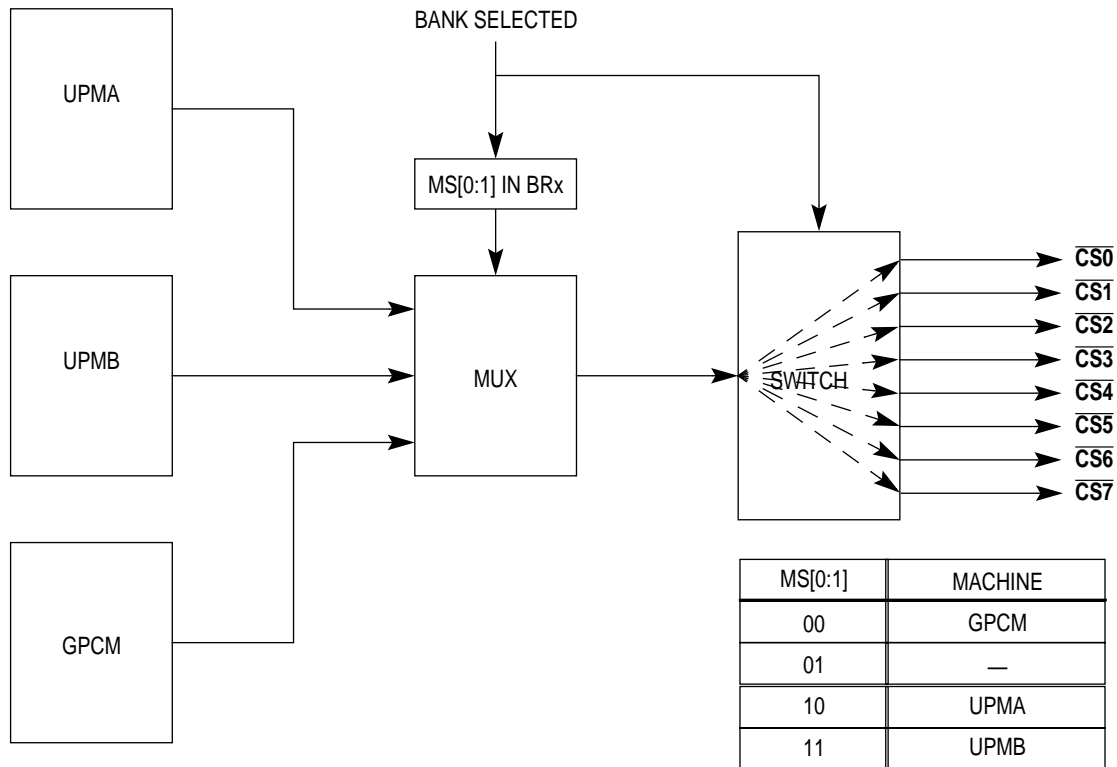 BANK SELECTED
UPMA
MS[0:1] IN BRx
UPMB
MUX
SWITCH
CS0
CS1
CS2
CS3
CS4
CS5
CS6
CS7
GPCM
MS[0:1] MACHINE
00 GPCM
01 —
10 UPMA
11 UPMB